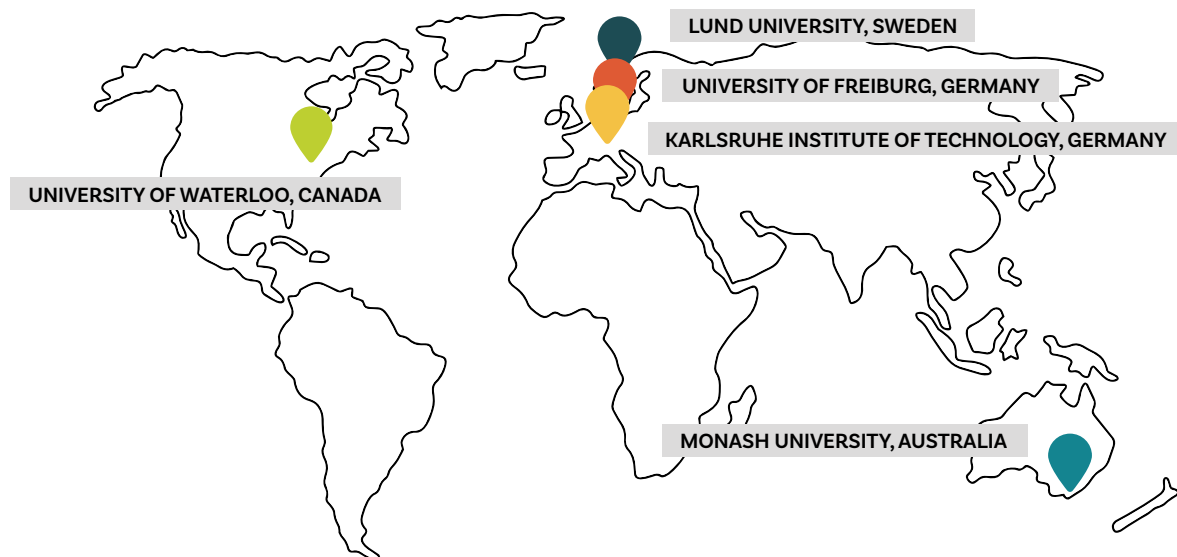 LUND UNIVERSITY, SWEDEN
UNIVERSITY OF FREIBURG, GERMANY
KARLSRUHE INSTITUTE OF TECHNOLOGY, GERMANY
UNIVERSITY OF WATERLOO, CANADA
MONASH UNIVERSITY, AUSTRALIA